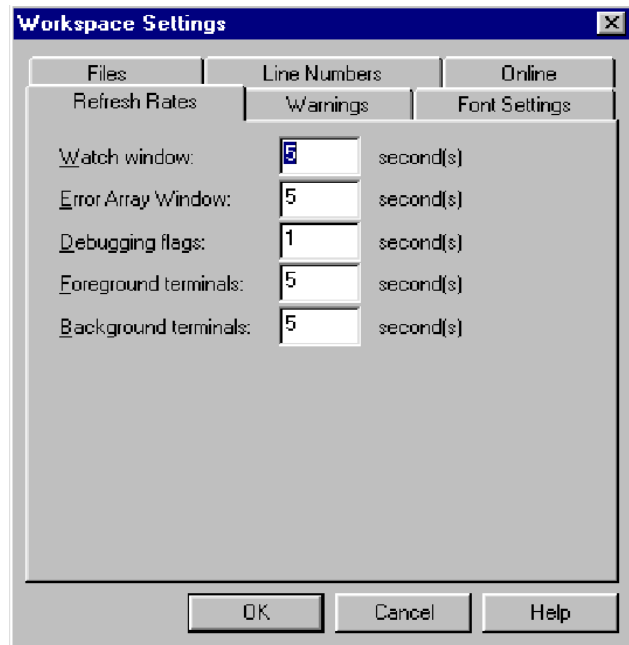 Workspace Settings
Files Line Numbers Online
Refresh Rates Warnings Font Settings
Watch window: 5 second(s)
Error Array Window: 5 second(s)
Debugging flags: 1 second(s)
Foreground terminals: 5 second(s)
Background terminals: 5 second(s)
OK Cancel Help